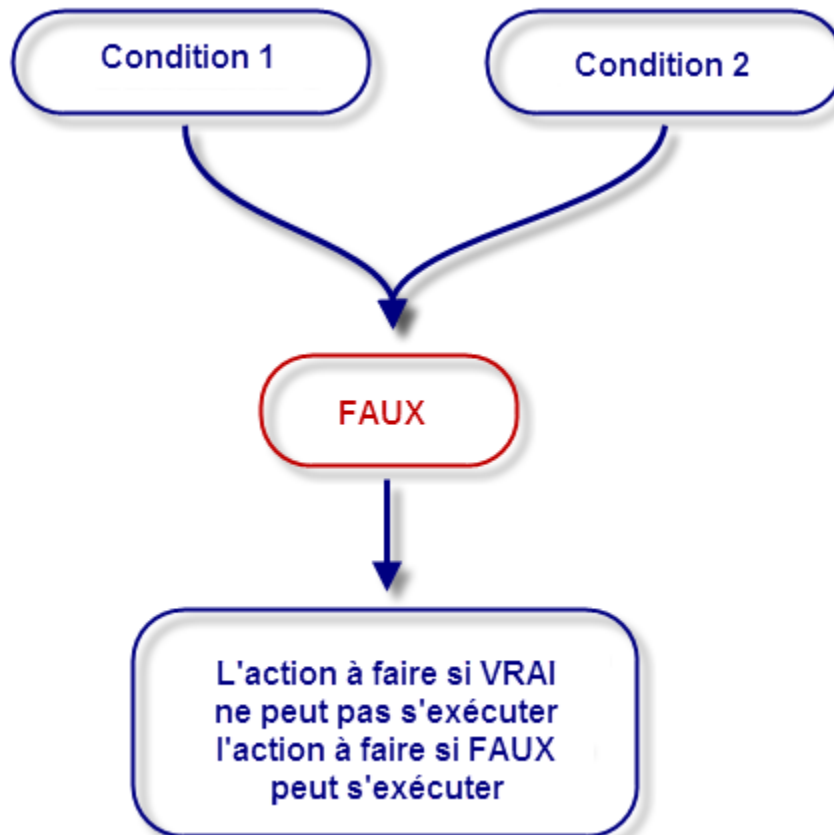 Condition 1
Condition 2
FAUX
L'action à faire si VRAI
ne peut pas s'exécuter
l'action à faire si FAUX
peut s'exécuter